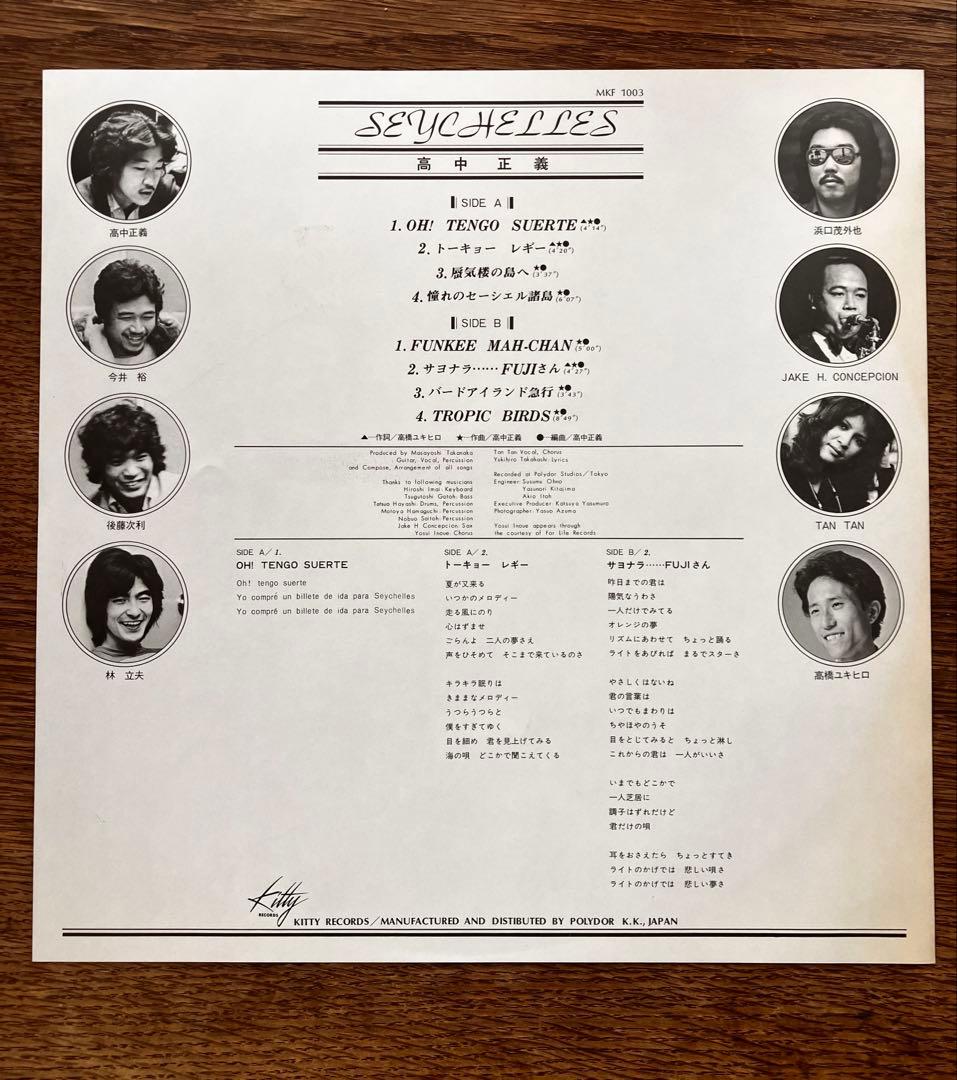 MKF 1003
SEYCHELLES
高中正義
SIDE A
1. OH! TENGO SUERTE ▲★● (4'14")
2. トーキョー レギー ▲★● (4'20")
3. 蜃気楼の島へ ★● (3'37")
4. 憧れのセーシェル諸島 ★● (6'07")
SIDE B
1. FUNKEE MAH-CHAN ★● (5'00")
2. サヨナラ……FUJIさん ▲★● (4'27")
3. バードアイランド急行 ★● (3'43")
4. TROPIC BIRDS ★● (8'49")
▲―作詞/高橋ユキヒロ ★―作曲/高中正義 ●―編曲/高中正義
高中正義
今井 裕
後藤次利
林 立夫
浜口茂外也
JAKE H. CONCEPCION
TAN TAN
高橋ユキヒロ
Produced by Masayoshi Takanaka
Guitar, Vocal, Percussion
and Compose, Arrangement of all songs
Thanks to following musicians
Hiroshi Imai: Keyboard
Tsugutoshi Gotoh: Bass
Tatsuo Hayashi: Drums, Percussion
Motoya Hamaguchi: Percussion
Nobuo Saitoh: Percussion
Jake H Concepcion: Sax
Yosui Inoue: Chorus
Tan Tan: Vocal, Chorus
Yukihiro Takahashi: Lyrics
Recorded at Polydor Studios/Tokyo
Engineer: Susumu Ohno
Yasunori Kitajima
Akio Itoh
Executive Producer: Katsuya Yasumuro
Photographer: Yasuo Azuma
Yosui Inoue appears through
the courtesy of For Life Records
SIDE A/1.
OH! TENGO SUERTE
Oh! tengo suerte
Yo compré un billete de ida para Seychelles
Yo compré un billete de ida para Seychelles
SIDE A/2.
トーキョー レギー
夏が又来る
いつかのメロディー
走る風にのり
心はずませ
ごらんよ 二人の夢さえ
声をひそめて そこまで来ているのさ
キラキラ眠りは
きままなメロディー
うつらうつらと
僕をすぎてゆく
目を細め 君を見上げてみる
海の唄 どこかで聞こえてくる
SIDE B/2.
サヨナラ……FUJIさん
昨日までの君は
陽気なうわさ
一人だけでみてる
オレンジの夢
リズムにあわせて ちょっと踊る
ライトをあびれば まるでスターさ
やさしくはないね
君の言葉は
いつでもまわりは
ちやほやのうそ
目をとじてみると ちょっと淋し
これからの君は 一人がいいさ
いまでもどこかで
一人芝居に
調子はずれだけど
君だけの唄
耳をおさえたら ちょっとすてき
ライトのかげでは 悲しい唄さ
ライトのかげでは 悲しい夢さ
Kitty
RECORDS
KITTY RECORDS/MANUFACTURED AND DISTIBUTED BY POLYDOR K.K., JAPAN